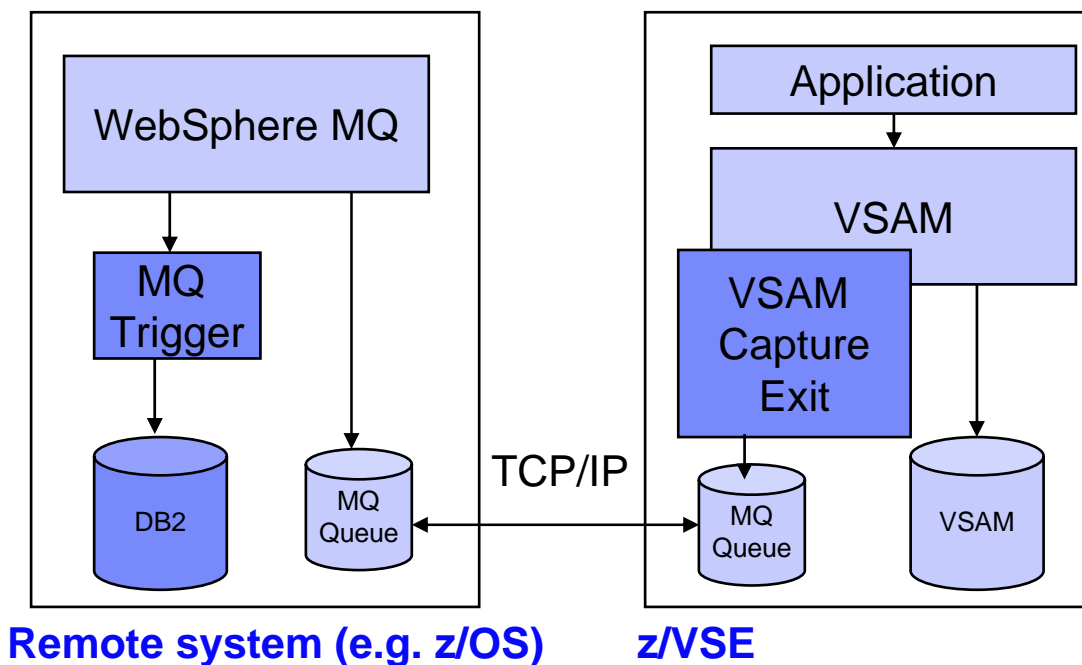 WebSphere MQ
MQ
Trigger
DB2
MQ
Queue
TCP/IP
Application
VSAM
VSAM
Capture
Exit
MQ
Queue
VSAM
Remote system (e.g. z/OS)
z/VSE